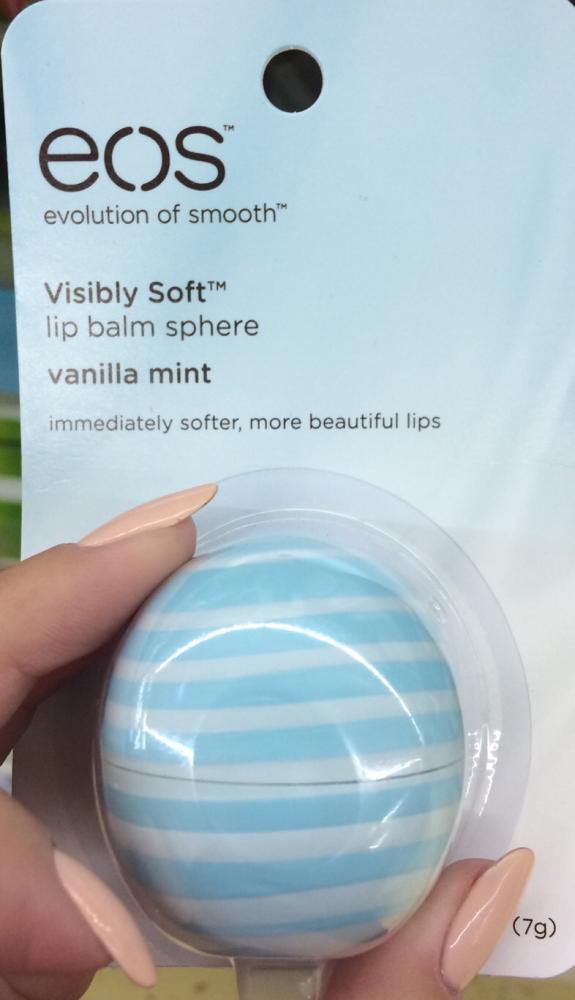 eos™
evolution of smooth™
Visibly Soft™
lip balm sphere
vanilla mint
immediately softer, more beautiful lips
(7g)